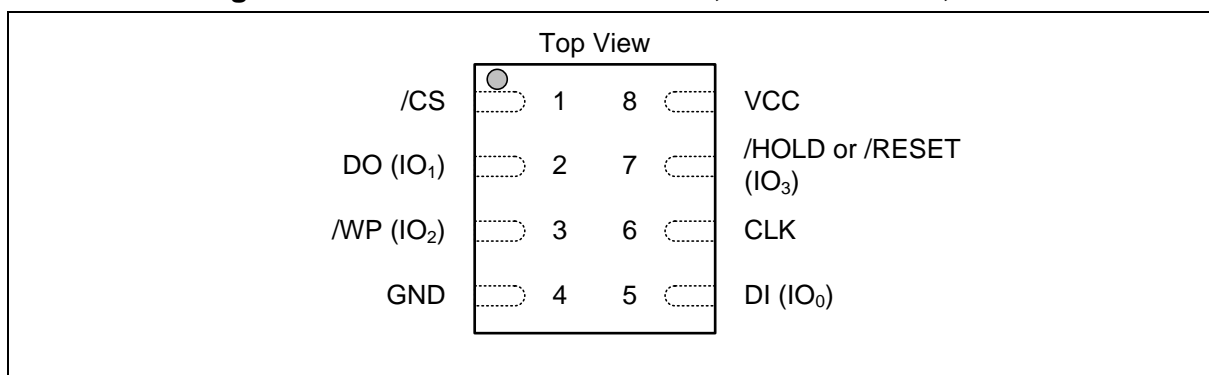 Top View
/CS 1 8 VCC
DO (IO₁) 2 7 /HOLD or /RESET
(IO₃)
/WP (IO₂) 3 6 CLK
GND 4 5 DI (IO₀)